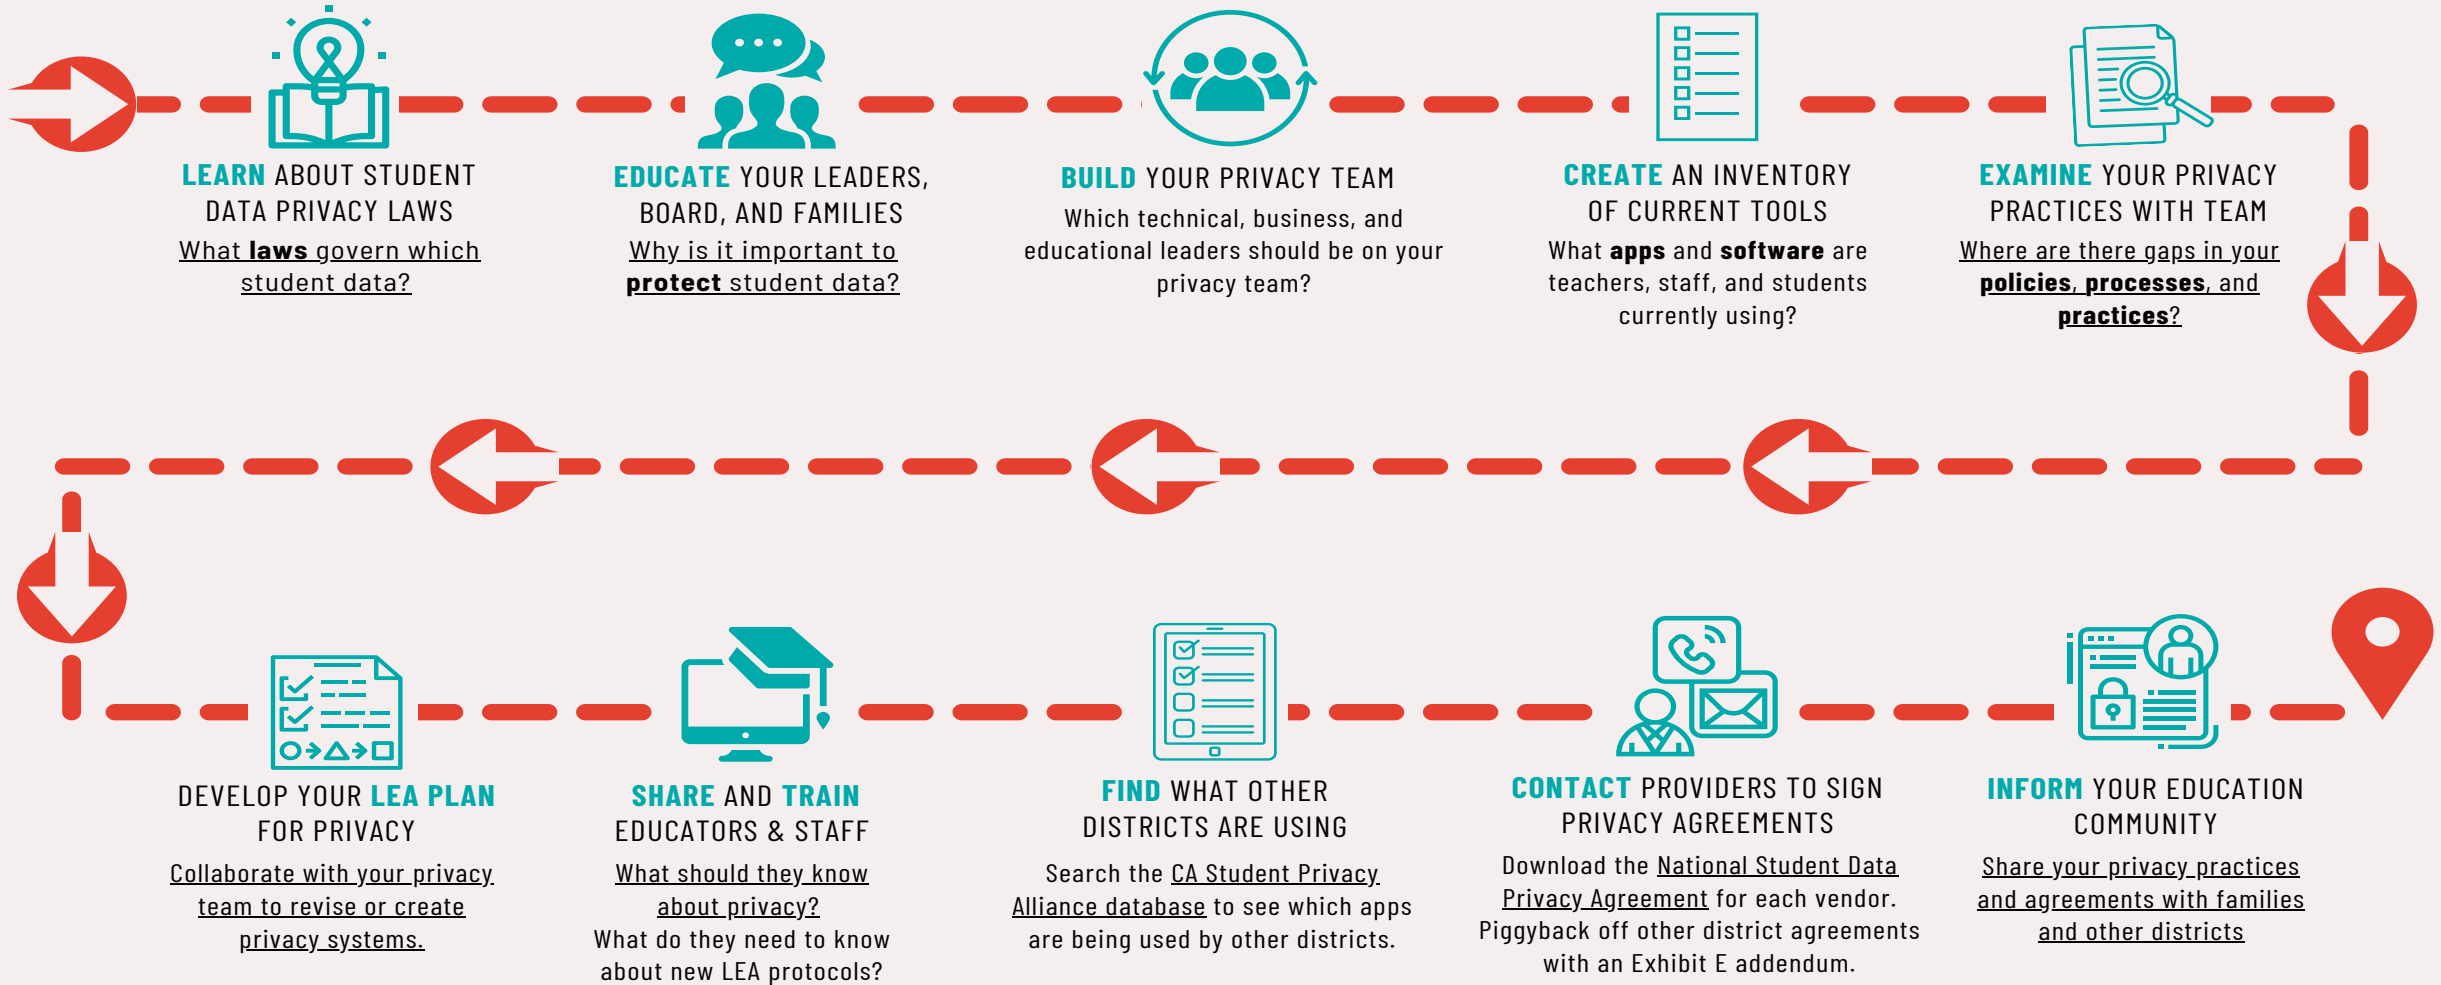 LEARN ABOUT STUDENT
DATA PRIVACY LAWS
What laws govern which
student data?
EDUCATE YOUR LEADERS,
BOARD, AND FAMILIES
Why is it important to
protect student data?
BUILD YOUR PRIVACY TEAM
Which technical, business, and
educational leaders should be on your
privacy team?
CREATE AN INVENTORY
OF CURRENT TOOLS
What apps and software are
teachers, staff, and students
currently using?
EXAMINE YOUR PRIVACY
PRACTICES WITH TEAM
Where are there gaps in your
policies, processes, and
practices?
DEVELOP YOUR LEA PLAN
FOR PRIVACY
Collaborate with your privacy
team to revise or create
privacy systems.
SHARE AND TRAIN
EDUCATORS & STAFF
What should they know
about privacy?
What do they need to know
about new LEA protocols?
FIND WHAT OTHER
DISTRICTS ARE USING
Search the CA Student Privacy
Alliance database to see which apps
are being used by other districts.
CONTACT PROVIDERS TO SIGN
PRIVACY AGREEMENTS
Download the National Student Data
Privacy Agreement for each vendor.
Piggyback off other district agreements
with an Exhibit E addendum.
INFORM YOUR EDUCATION
COMMUNITY
Share your privacy practices
and agreements with families
and other districts